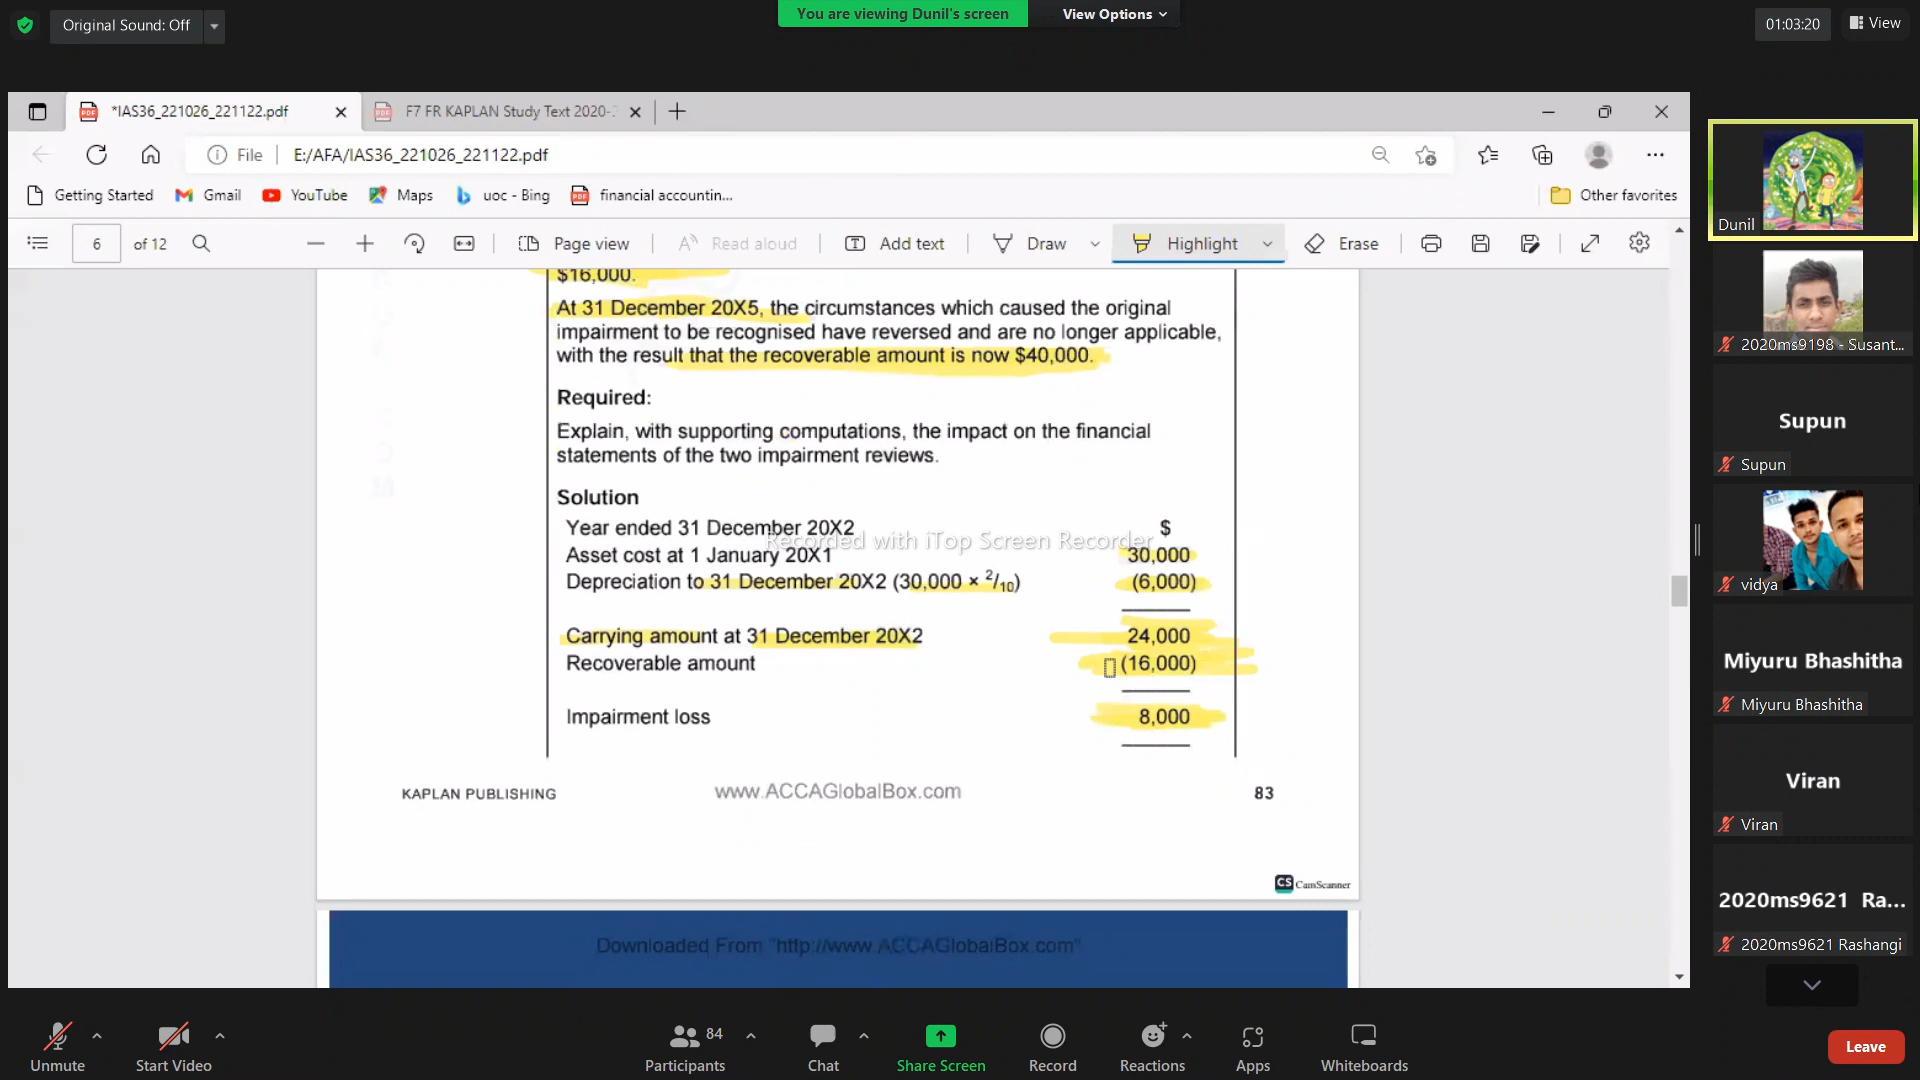 Original Sound: Off
You are viewing Dunil's screen
View Options
01:03:20
View
*IAS36_221026_221122.pdf
F7 FR KAPLAN Study Text 2020-
File
E:/AFA/IAS36_221026_221122.pdf
Getting Started
Gmail
YouTube
Maps
uoc - Bing
financial accountin...
Other favorites
6 of 12
Page view
Read aloud
Add text
Draw
Highlight
Erase
$16,000.
At 31 December 20X5, the circumstances which caused the original
impairment to be recognised have reversed and are no longer applicable,
with the result that the recoverable amount is now $40,000.
Required:
Explain, with supporting computations, the impact on the financial
statements of the two impairment reviews.
Solution
Year ended 31 December 20X2 $
Recorded with iTop Screen Recorder
Asset cost at 1 January 20X1 30,000
Depreciation to 31 December 20X2 (30,000 × 2/10) (6,000)
Carrying amount at 31 December 20X2 24,000
Recoverable amount (16,000)
Impairment loss 8,000
KAPLAN PUBLISHING
www.ACCAGlobalBox.com
83
CS CamScanner
Downloaded From "http://www.ACCAGlobalBox.com"
Dunil
2020ms9198 - Susant...
Supun
Supun
vidya
Miyuru Bhashitha
Miyuru Bhashitha
Viran
Viran
2020ms9621 Ra...
2020ms9621 Rashangi
Unmute
Start Video
84
Participants
Chat
Share Screen
Record
Reactions
Apps
Whiteboards
Leave